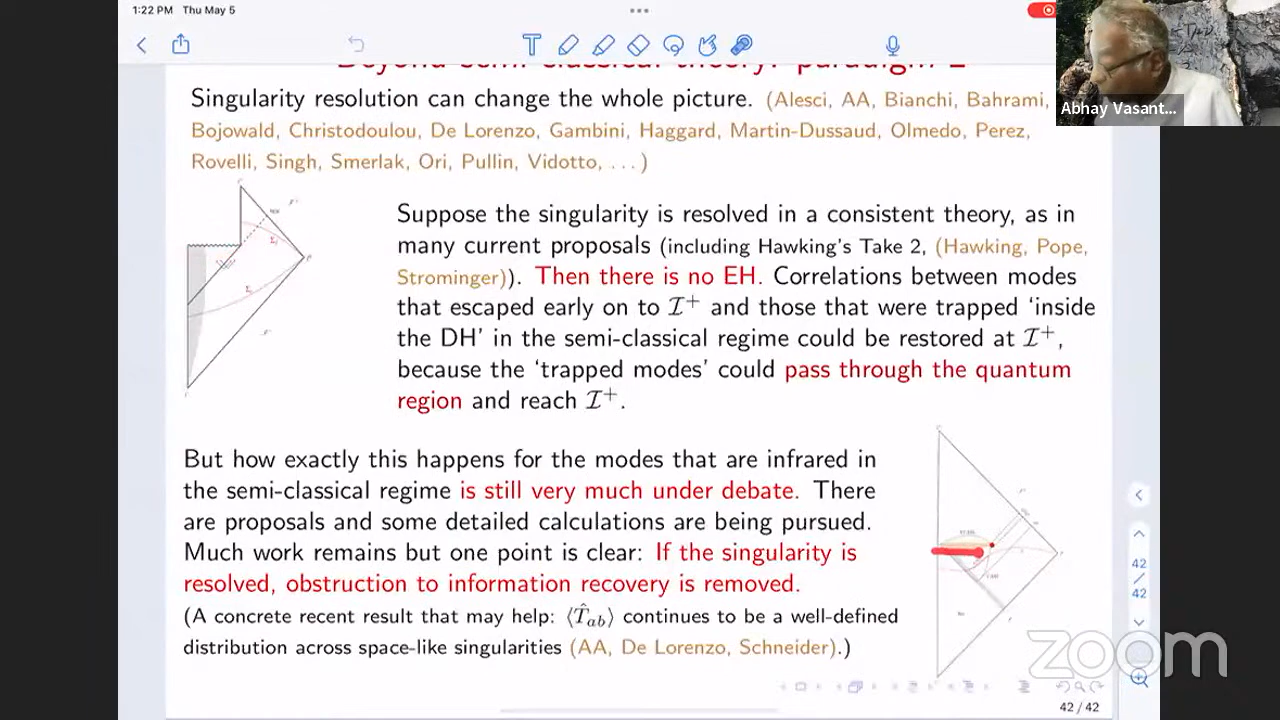 1:22 PM Thu May 5
Beyond semi-classical theory: paradigm 2
Singularity resolution can change the whole picture. (Alesci, AA, Bianchi, Bahrami,
Bojowald, Christodoulou, De Lorenzo, Gambini, Haggard, Martin-Dussaud, Olmedo, Perez,
Rovelli, Singh, Smerlak, Ori, Pullin, Vidotto, . . . )
Abhay Vasant...
Suppose the singularity is resolved in a consistent theory, as in
many current proposals (including Hawking's Take 2, (Hawking, Pope,
Strominger)). Then there is no EH. Correlations between modes
that escaped early on to I⁺ and those that were trapped 'inside
the DH' in the semi-classical regime could be restored at I⁺,
because the 'trapped modes' could pass through the quantum
region and reach I⁺.
But how exactly this happens for the modes that are infrared in
the semi-classical regime is still very much under debate. There
are proposals and some detailed calculations are being pursued.
Much work remains but one point is clear: If the singularity is
resolved, obstruction to information recovery is removed.
(A concrete recent result that may help: ⟨T̂ab⟩ continues to be a well-defined
distribution across space-like singularities (AA, De Lorenzo, Schneider).)
42
/
42
zoom
42 / 42